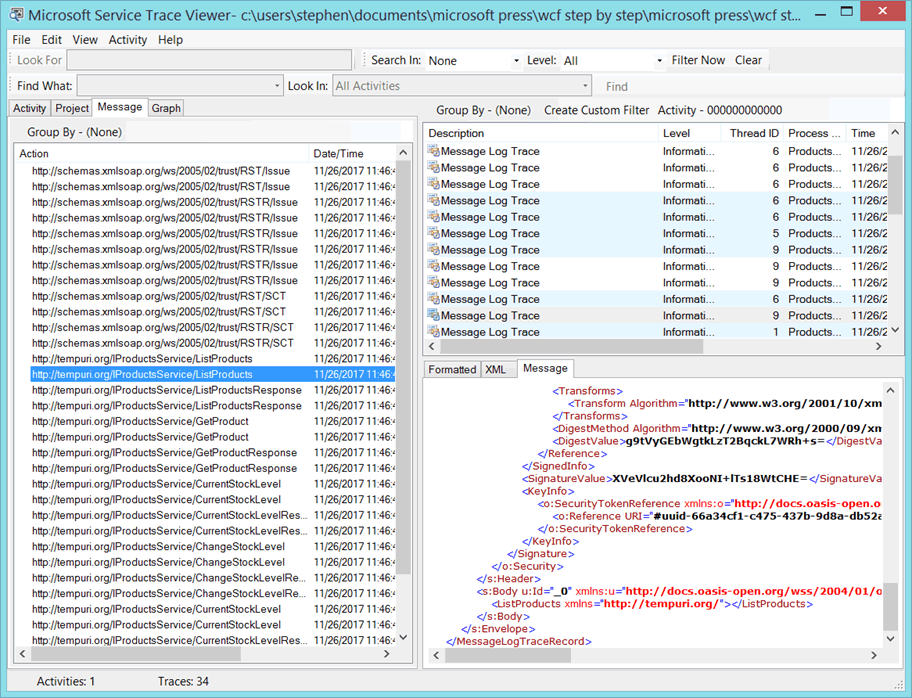 Microsoft Service Trace Viewer- c:\users\stephen\documents\microsoft press\wcf step by step\microsoft press\wcf st...
File Edit View Activity Help
Look For Search In: None Level: All Filter Now Clear
Find What: Look In: All Activities Find
Activity Project Message Graph
Group By - (None)
Action Date/Time
http://schemas.xmlsoap.org/ws/2005/02/trust/RST/Issue 11/26/2017 11:46:4
http://schemas.xmlsoap.org/ws/2005/02/trust/RST/Issue 11/26/2017 11:46:4
http://schemas.xmlsoap.org/ws/2005/02/trust/RSTR/Issue 11/26/2017 11:46:4
http://schemas.xmlsoap.org/ws/2005/02/trust/RSTR/Issue 11/26/2017 11:46:4
http://schemas.xmlsoap.org/ws/2005/02/trust/RSTR/Issue 11/26/2017 11:46:4
http://schemas.xmlsoap.org/ws/2005/02/trust/RSTR/Issue 11/26/2017 11:46:4
http://schemas.xmlsoap.org/ws/2005/02/trust/RSTR/Issue 11/26/2017 11:46:4
http://schemas.xmlsoap.org/ws/2005/02/trust/RSTR/Issue 11/26/2017 11:46:4
http://schemas.xmlsoap.org/ws/2005/02/trust/RST/SCT 11/26/2017 11:46:4
http://schemas.xmlsoap.org/ws/2005/02/trust/RST/SCT 11/26/2017 11:46:4
http://schemas.xmlsoap.org/ws/2005/02/trust/RSTR/SCT 11/26/2017 11:46:4
http://schemas.xmlsoap.org/ws/2005/02/trust/RSTR/SCT 11/26/2017 11:46:4
http://tempuri.org/IProductsService/ListProducts 11/26/2017 11:46:4
http://tempuri.org/IProductsService/ListProducts 11/26/2017 11:46:4
http://tempuri.org/IProductsService/ListProductsResponse 11/26/2017 11:46:4
http://tempuri.org/IProductsService/ListProductsResponse 11/26/2017 11:46:4
http://tempuri.org/IProductsService/GetProduct 11/26/2017 11:46:4
http://tempuri.org/IProductsService/GetProduct 11/26/2017 11:46:4
http://tempuri.org/IProductsService/GetProductResponse 11/26/2017 11:46:4
http://tempuri.org/IProductsService/GetProductResponse 11/26/2017 11:46:4
http://tempuri.org/IProductsService/CurrentStockLevel 11/26/2017 11:46:4
http://tempuri.org/IProductsService/CurrentStockLevel 11/26/2017 11:46:4
http://tempuri.org/IProductsService/CurrentStockLevelRes... 11/26/2017 11:46:4
http://tempuri.org/IProductsService/CurrentStockLevelRes... 11/26/2017 11:46:4
http://tempuri.org/IProductsService/ChangeStockLevel 11/26/2017 11:46:4
http://tempuri.org/IProductsService/ChangeStockLevel 11/26/2017 11:46:4
http://tempuri.org/IProductsService/ChangeStockLevelRe... 11/26/2017 11:46:4
http://tempuri.org/IProductsService/ChangeStockLevelRe... 11/26/2017 11:46:4
http://tempuri.org/IProductsService/CurrentStockLevel 11/26/2017 11:46:4
http://tempuri.org/IProductsService/CurrentStockLevel 11/26/2017 11:46:4
http://tempuri.org/IProductsService/CurrentStockLevelRes... 11/26/2017 11:46:4
Group By - (None) Create Custom Filter Activity - 000000000000
Description Level Thread ID Process ... Time
Message Log Trace Informati... 6 Products... 11/26/2
Message Log Trace Informati... 6 Products... 11/26/2
Message Log Trace Informati... 6 Products... 11/26/2
Message Log Trace Informati... 6 Products... 11/26/2
Message Log Trace Informati... 6 Products... 11/26/2
Message Log Trace Informati... 5 Products... 11/26/2
Message Log Trace Informati... 9 Products... 11/26/2
Message Log Trace Informati... 9 Products... 11/26/2
Message Log Trace Informati... 9 Products... 11/26/2
Message Log Trace Informati... 6 Products... 11/26/2
Message Log Trace Informati... 9 Products... 11/26/2
Message Log Trace Informati... 1 Products... 11/26/2
Formatted XML Message
<Transforms>
<Transform Algorithm="http://www.w3.org/2001/10/xm
</Transforms>
<DigestMethod Algorithm="http://www.w3.org/2000/09/xm
<DigestValue>g9tVyGEbWgtkLzT2BqckL7WRh+s=</DigestVa
</Reference>
</SignedInfo>
<SignatureValue>XVeVlcu2hd8XooNI+lTs18WtCHE=</SignatureVa
<KeyInfo>
<o:SecurityTokenReference xmlns:o="http://docs.oasis-open.o
<o:Reference URI="#uuid-66a34cf1-c475-437b-9d8a-db52a
</o:SecurityTokenReference>
</KeyInfo>
</Signature>
</o:Security>
</s:Header>
<s:Body u:Id="_0" xmlns:u="http://docs.oasis-open.org/wss/2004/01/o
<ListProducts xmlns="http://tempuri.org/"></ListProducts>
</s:Body>
</s:Envelope>
</MessageLogTraceRecord>
Activities: 1 Traces: 34